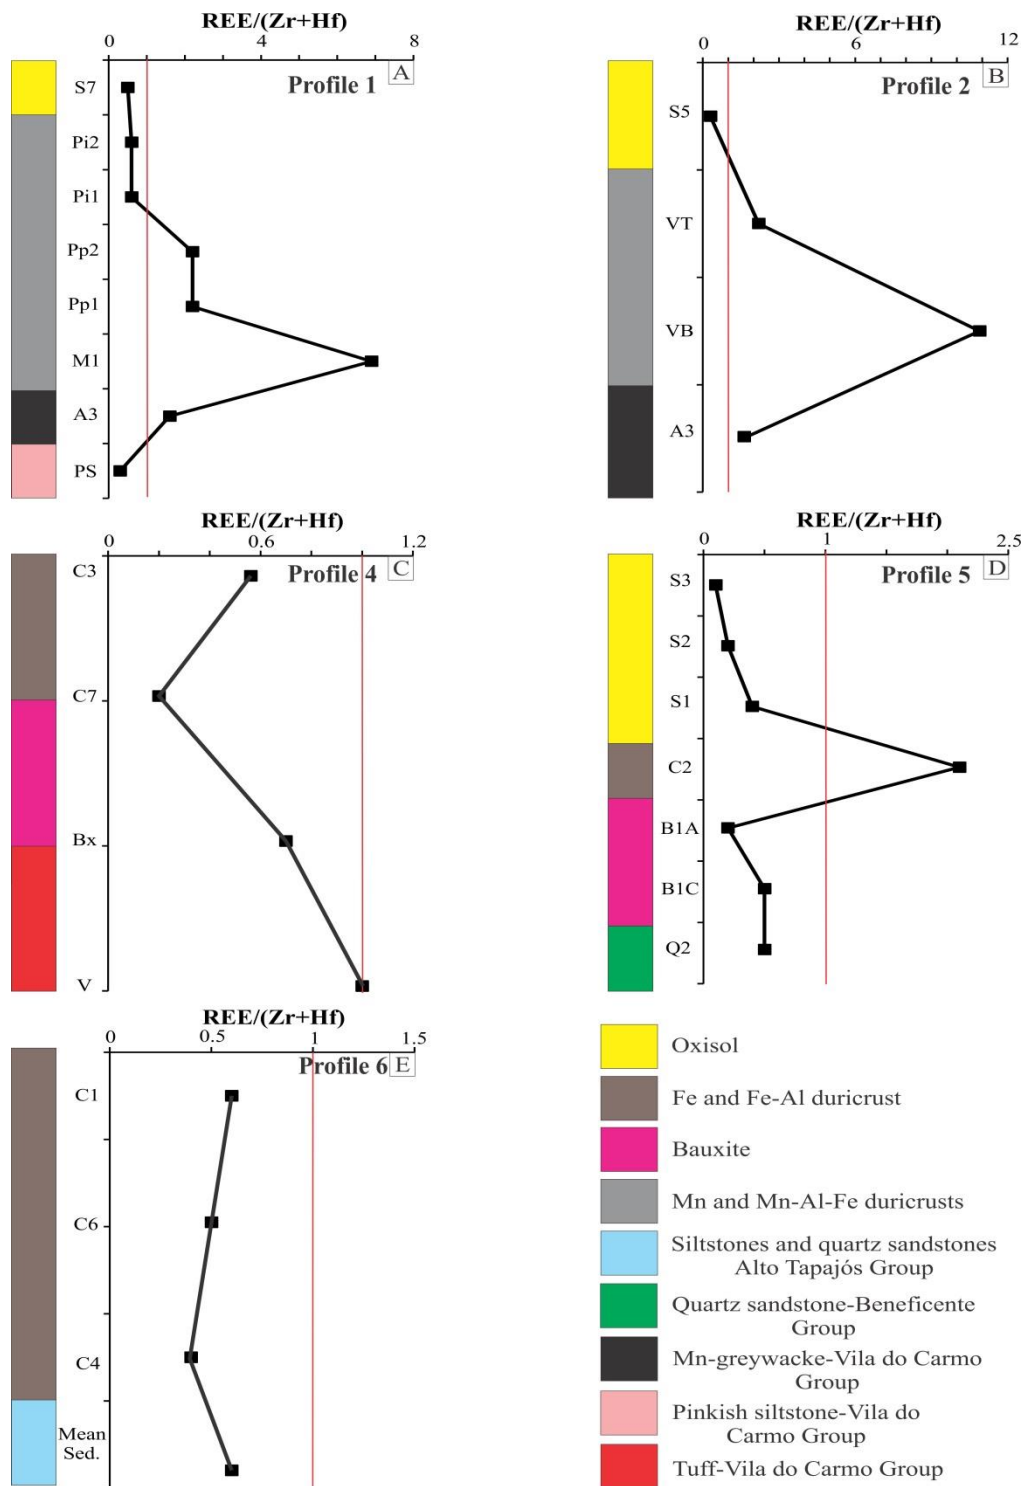 REE/(Zr+Hf)
0 4 8
Profile 1 A
S7
Pi2
Pi1
Pp2
Pp1
M1
A3
PS
REE/(Zr+Hf)
0 6 12
Profile 2 B
S5
VT
VB
A3
REE/(Zr+Hf)
0 0.6 1.2
Profile 4 C
C3
C7
Bx
V
REE/(Zr+Hf)
0 1 2.5
Profile 5 D
S3
S2
S1
C2
B1A
B1C
Q2
REE/(Zr+Hf)
0 0.5 1 1.5
Profile 6 E
C1
C6
C4
Mean
Sed.
Oxisol
Fe and Fe-Al duricrust
Bauxite
Mn and Mn-Al-Fe duricrusts
Siltstones and quartz sandstones
Alto Tapajós Group
Quartz sandstone-Beneficente
Group
Mn-greywacke-Vila do Carmo
Group
Pinkish siltstone-Vila do
Carmo Group
Tuff-Vila do Carmo Group